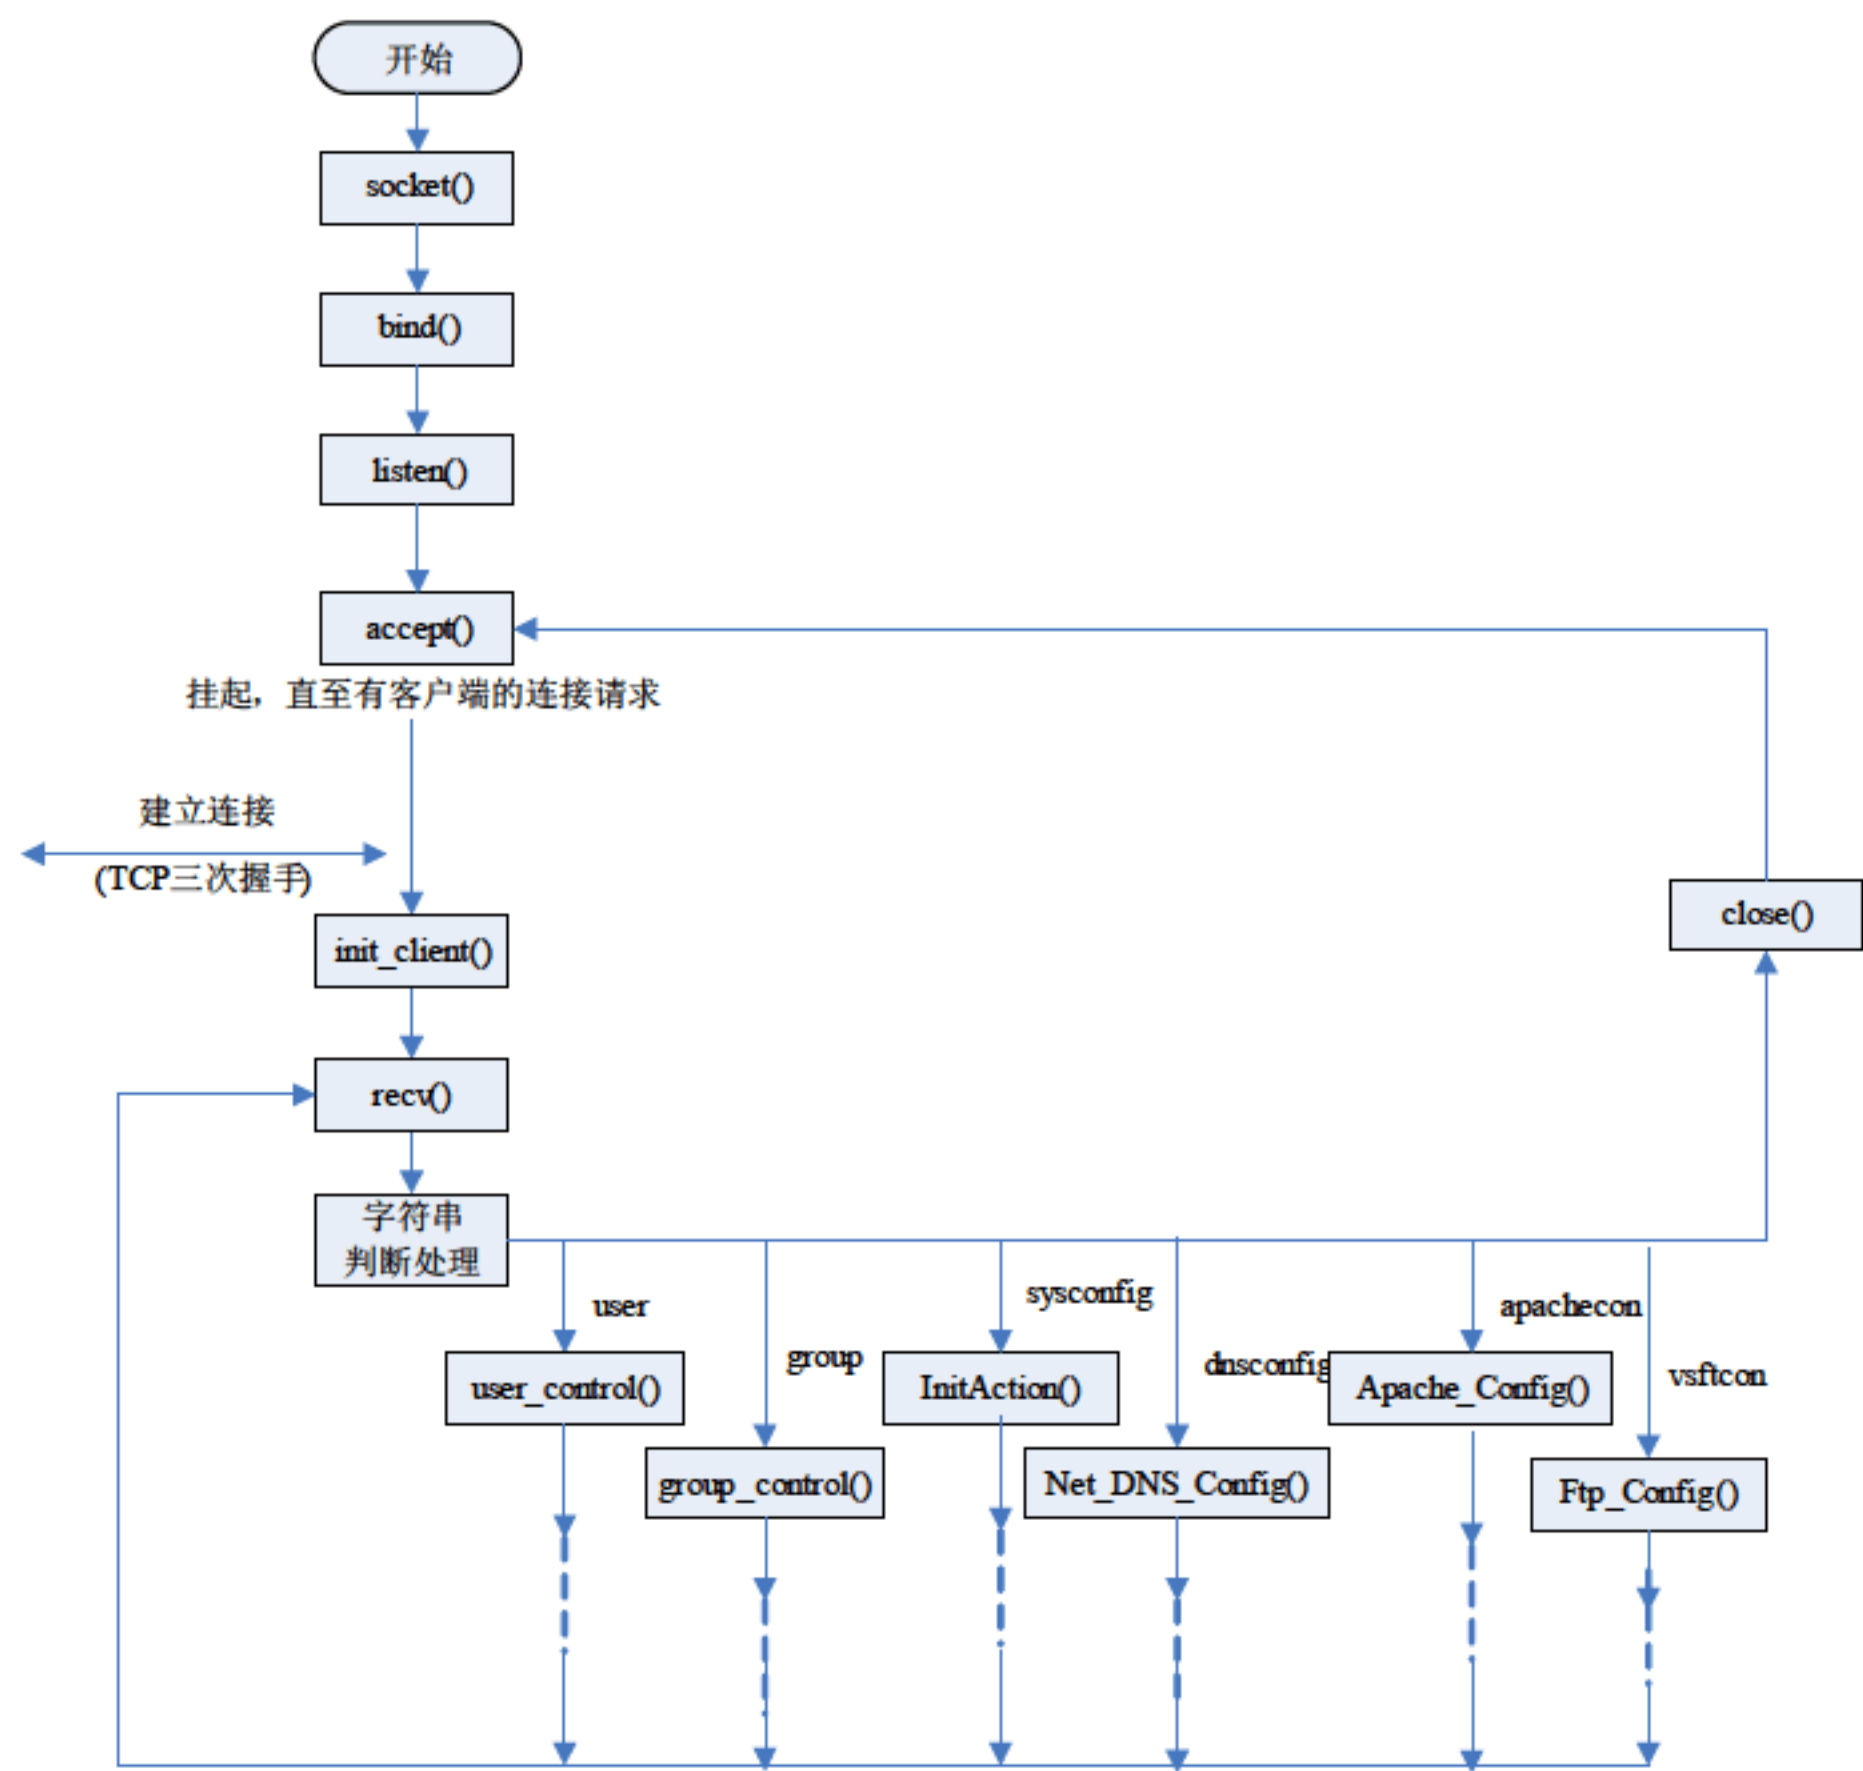 开始
socket()
bind()
listen()
accept()
挂起，直至有客户端的连接请求
建立连接
(TCP三次握手)
close()
init_client()
recv()
字符串
判断处理
user
group
sysconfig
dnsconfig
apachecon
vsftcon
user_control()
group_control()
InitAction()
Net_DNS_Config()
Apache_Config()
Ftp_Config()